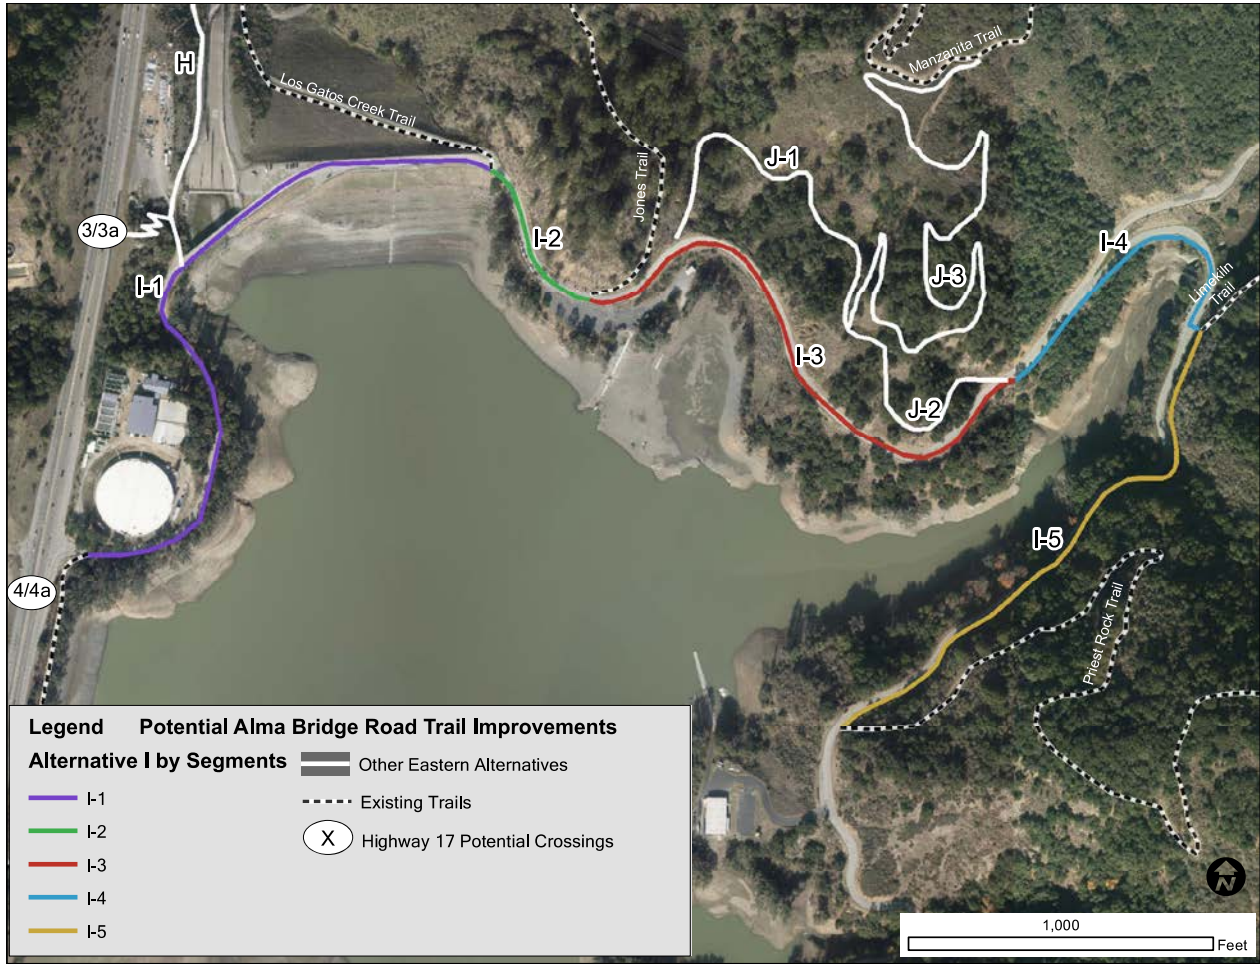 H
Los Gatos Creek Trail
Manzanita Trail
Jones Trail
J-1
3/3a
I-2
I-4
J-3
I-1
Limekiln
Trail
I-3
J-2
I-5
4/4a
Priest Rock Trail
Legend Potential Alma Bridge Road Trail Improvements
Alternative I by Segments
Other Eastern Alternatives
I-1
Existing Trails
I-2
X Highway 17 Potential Crossings
I-3
I-4
I-5
N
1,000
Feet